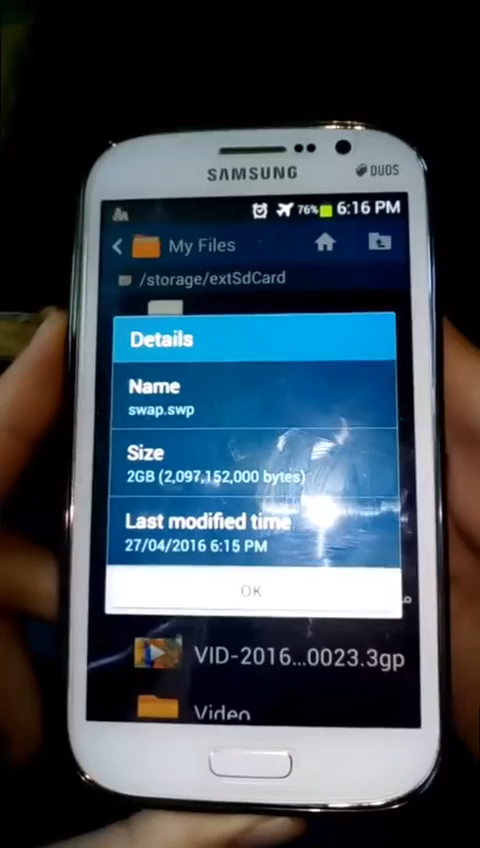 SAMSUNG
DUOS
76% 6:16 PM
My Files
/storage/extSdCard
Details
Name
swap.swp
Size
2GB (2,097,152,000 bytes)
Last modified time
27/04/2016 6:15 PM
OK
VID-2016...0023.3gp
Video